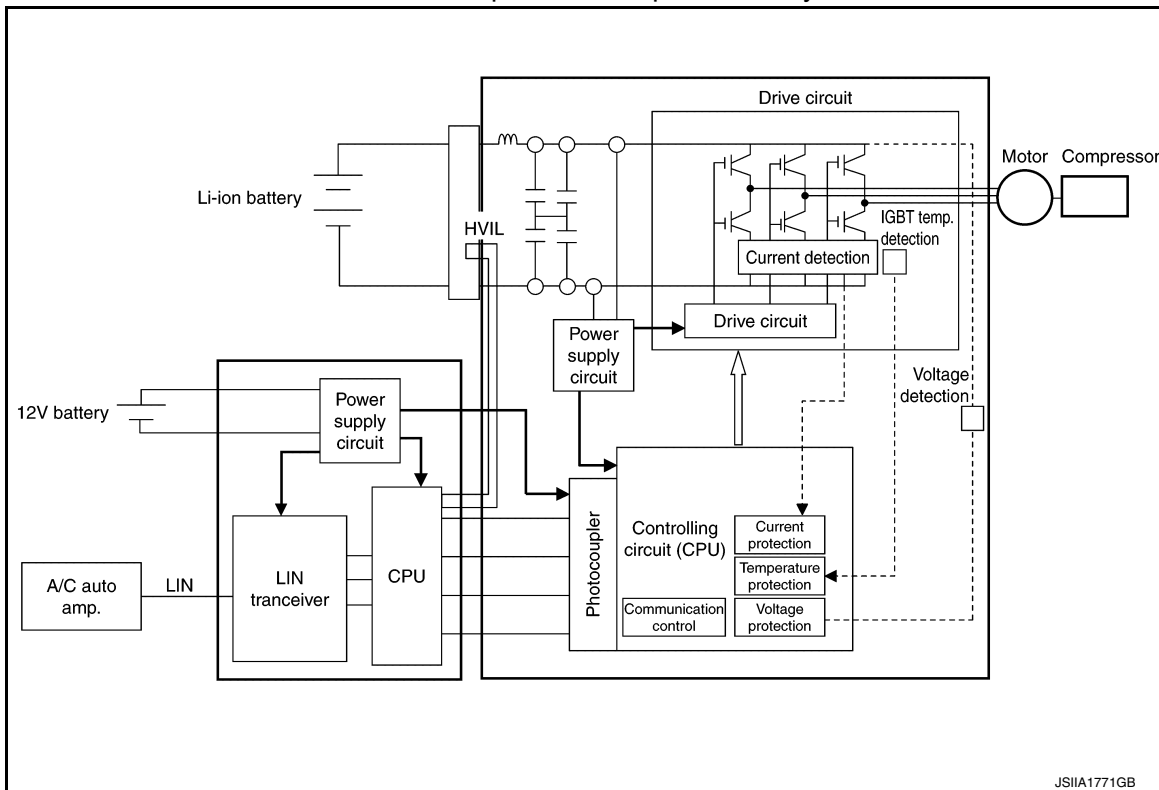 Drive circuit
Motor
Compressor
Li-ion battery
HVIL
IGBT temp.
detection
Current detection
Drive circuit
Power
supply
circuit
Voltage
detection
12V battery
Power
supply
circuit
Photocoupler
Controlling
circuit (CPU)
Current
protection
Temperature
protection
Communication
control
Voltage
protection
A/C auto
amp.
LIN
LIN
tranceiver
CPU
JSIIA1771GB